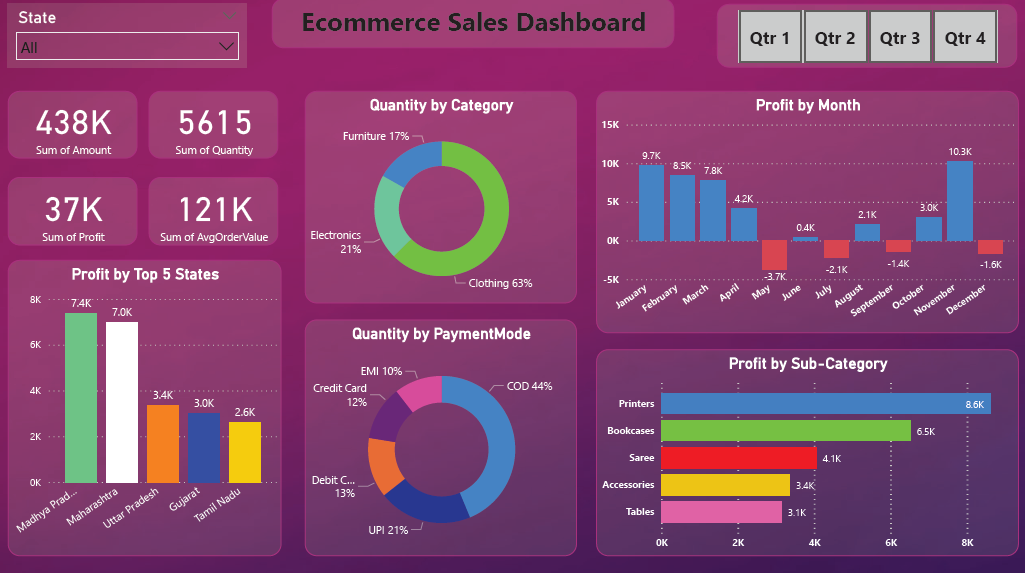 State
All
Ecommerce Sales Dashboard
Qtr 1
Qtr 2
Qtr 3
Qtr 4
438K
Sum of Amount
5615
Sum of Quantity
37K
Sum of Profit
121K
Sum of AvgOrderValue
Profit by Top 5 States
8K
6K
4K
2K
0K
7.4K
7.0K
3.4K
3.0K
2.6K
Madhya Prad...
Maharashtra
Uttar Pradesh
Gujarat
Tamil Nadu
Quantity by Category
Furniture 17%
Electronics
21%
Clothing 63%
Quantity by PaymentMode
EMI 10%
Credit Card
12%
Debit C...
13%
UPI 21%
COD 44%
Profit by Month
15K
10K
5K
0K
-5K
9.7K
8.5K
7.8K
4.2K
-3.7K
0.4K
-2.1K
2.1K
-1.4K
3.0K
10.3K
-1.6K
January
February
March
April
May
June
July
August
September
October
November
December
Profit by Sub-Category
Printers
8.6K
Bookcases
6.5K
Saree
4.1K
Accessories
3.4K
Tables
3.1K
0K
2K
4K
6K
8K